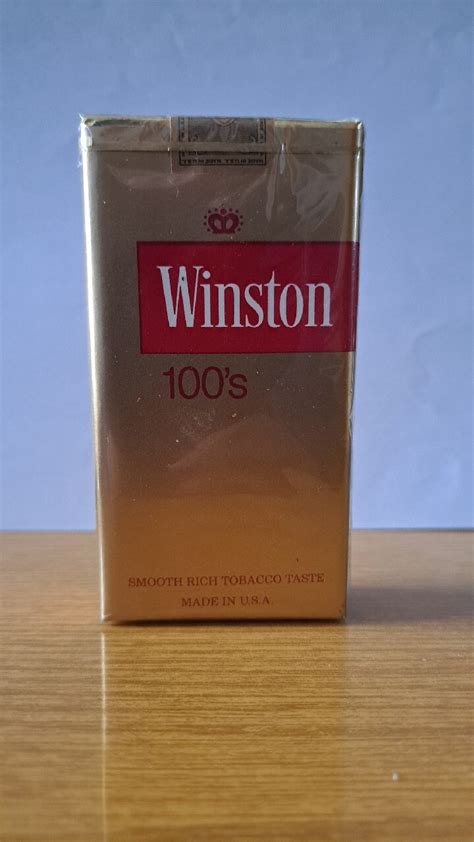 Winston
100's
SMOOTH RICH TOBACCO TASTE
MADE IN U.S.A.